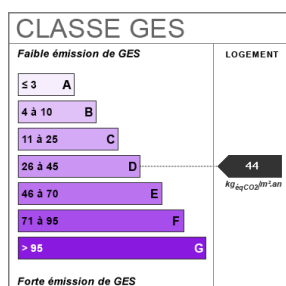 CLASSE GES
Faible émission de GES
LOGEMENT
≤ 3 A
4 à 10 B
11 à 25 C
26 à 45 D
44
kgéqCO2/m².an
46 à 70 E
71 à 95 F
> 95 G
Forte émission de GES